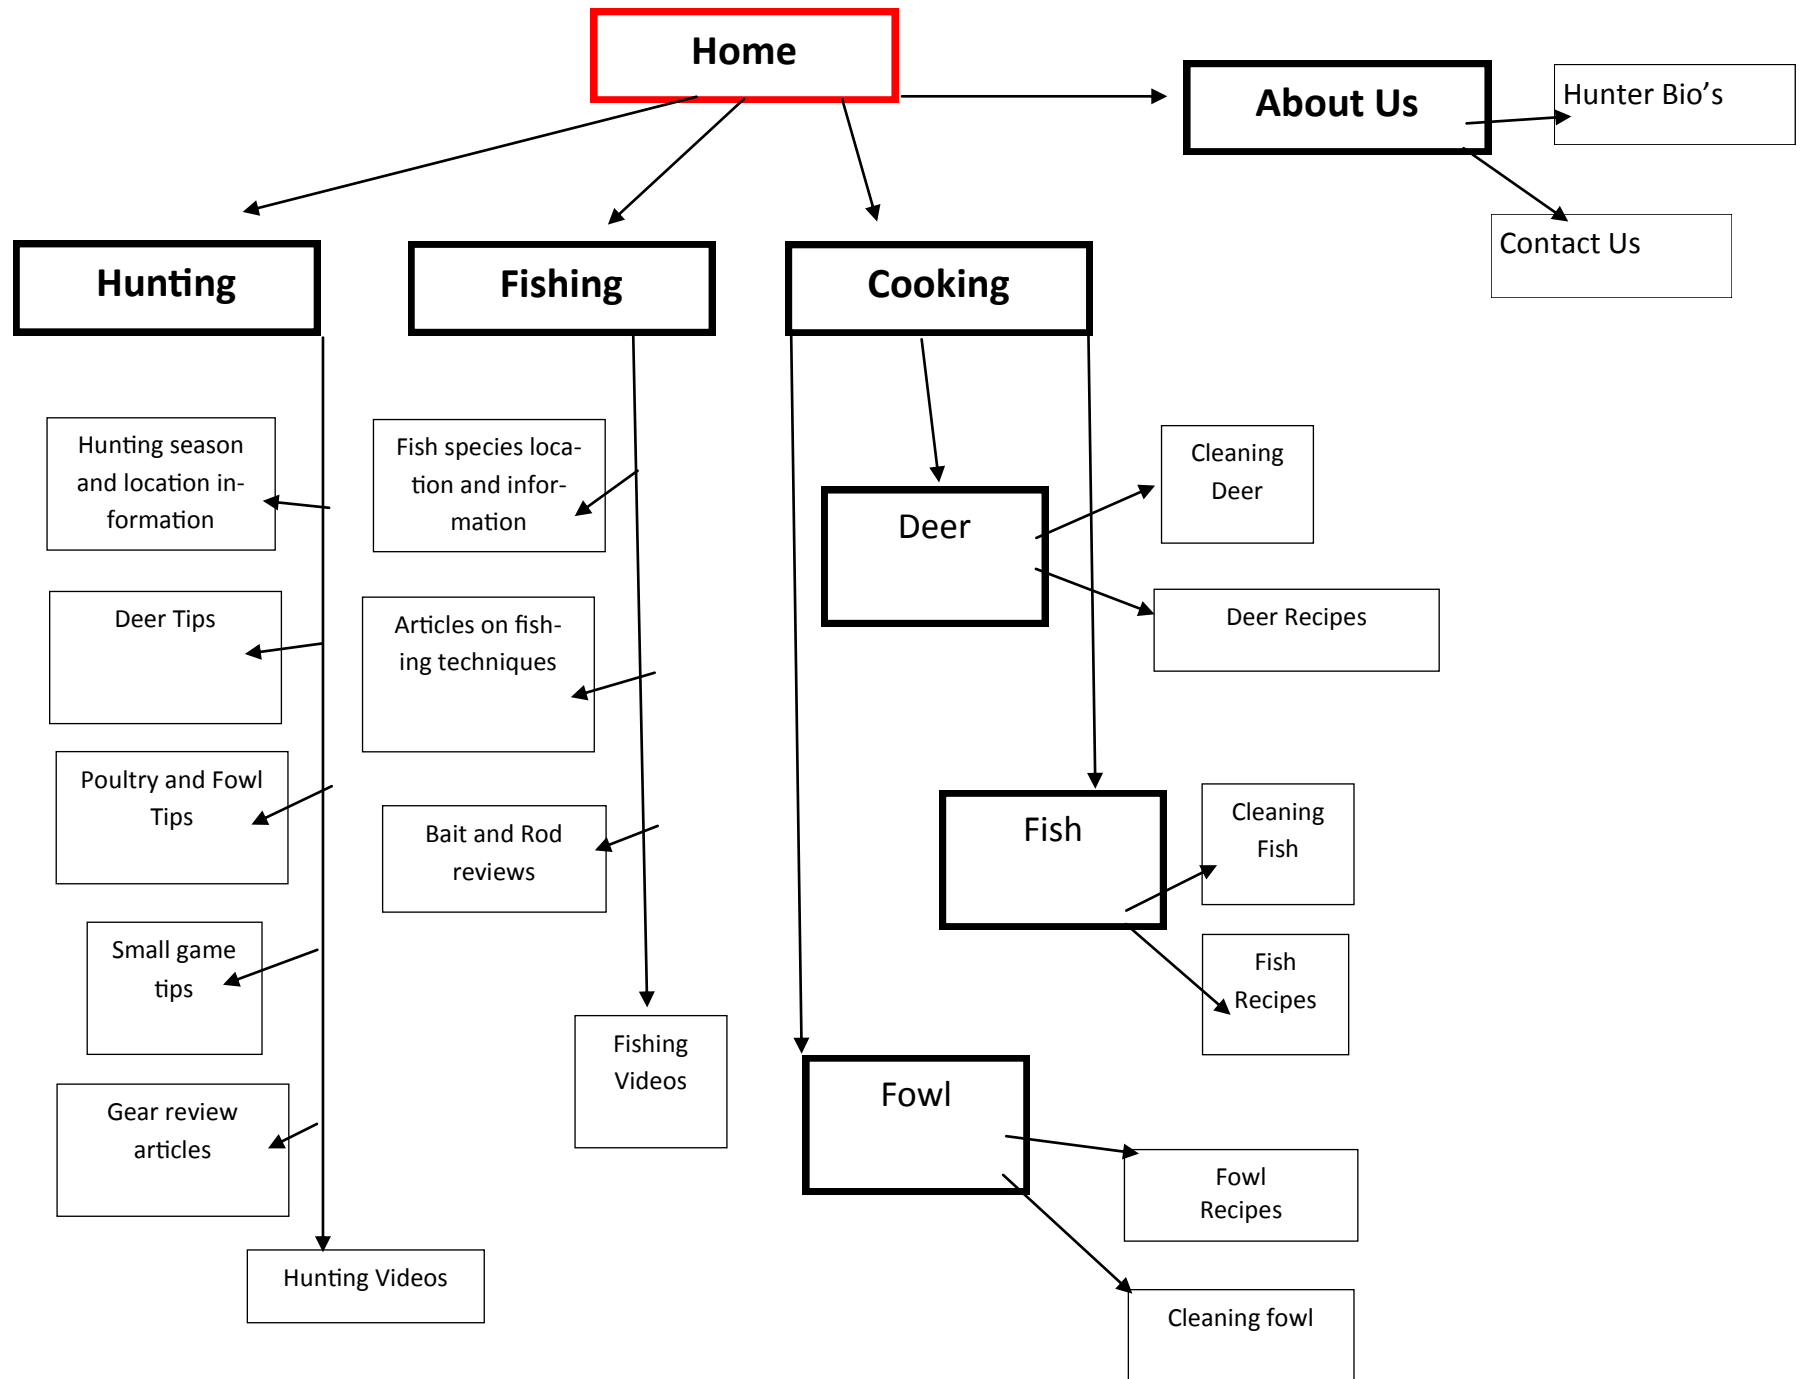 Home
About Us
Hunter Bio’s
Contact Us
Hunting
Fishing
Cooking
Hunting season
and location in-
formation
Deer Tips
Poultry and Fowl
Tips
Small game
tips
Gear review
articles
Hunting Videos
Fish species loca-
tion and infor-
mation
Articles on fish-
ing techniques
Bait and Rod
reviews
Fishing
Videos
Deer
Cleaning
Deer
Deer Recipes
Fish
Cleaning
Fish
Fish
Recipes
Fowl
Fowl
Recipes
Cleaning fowl